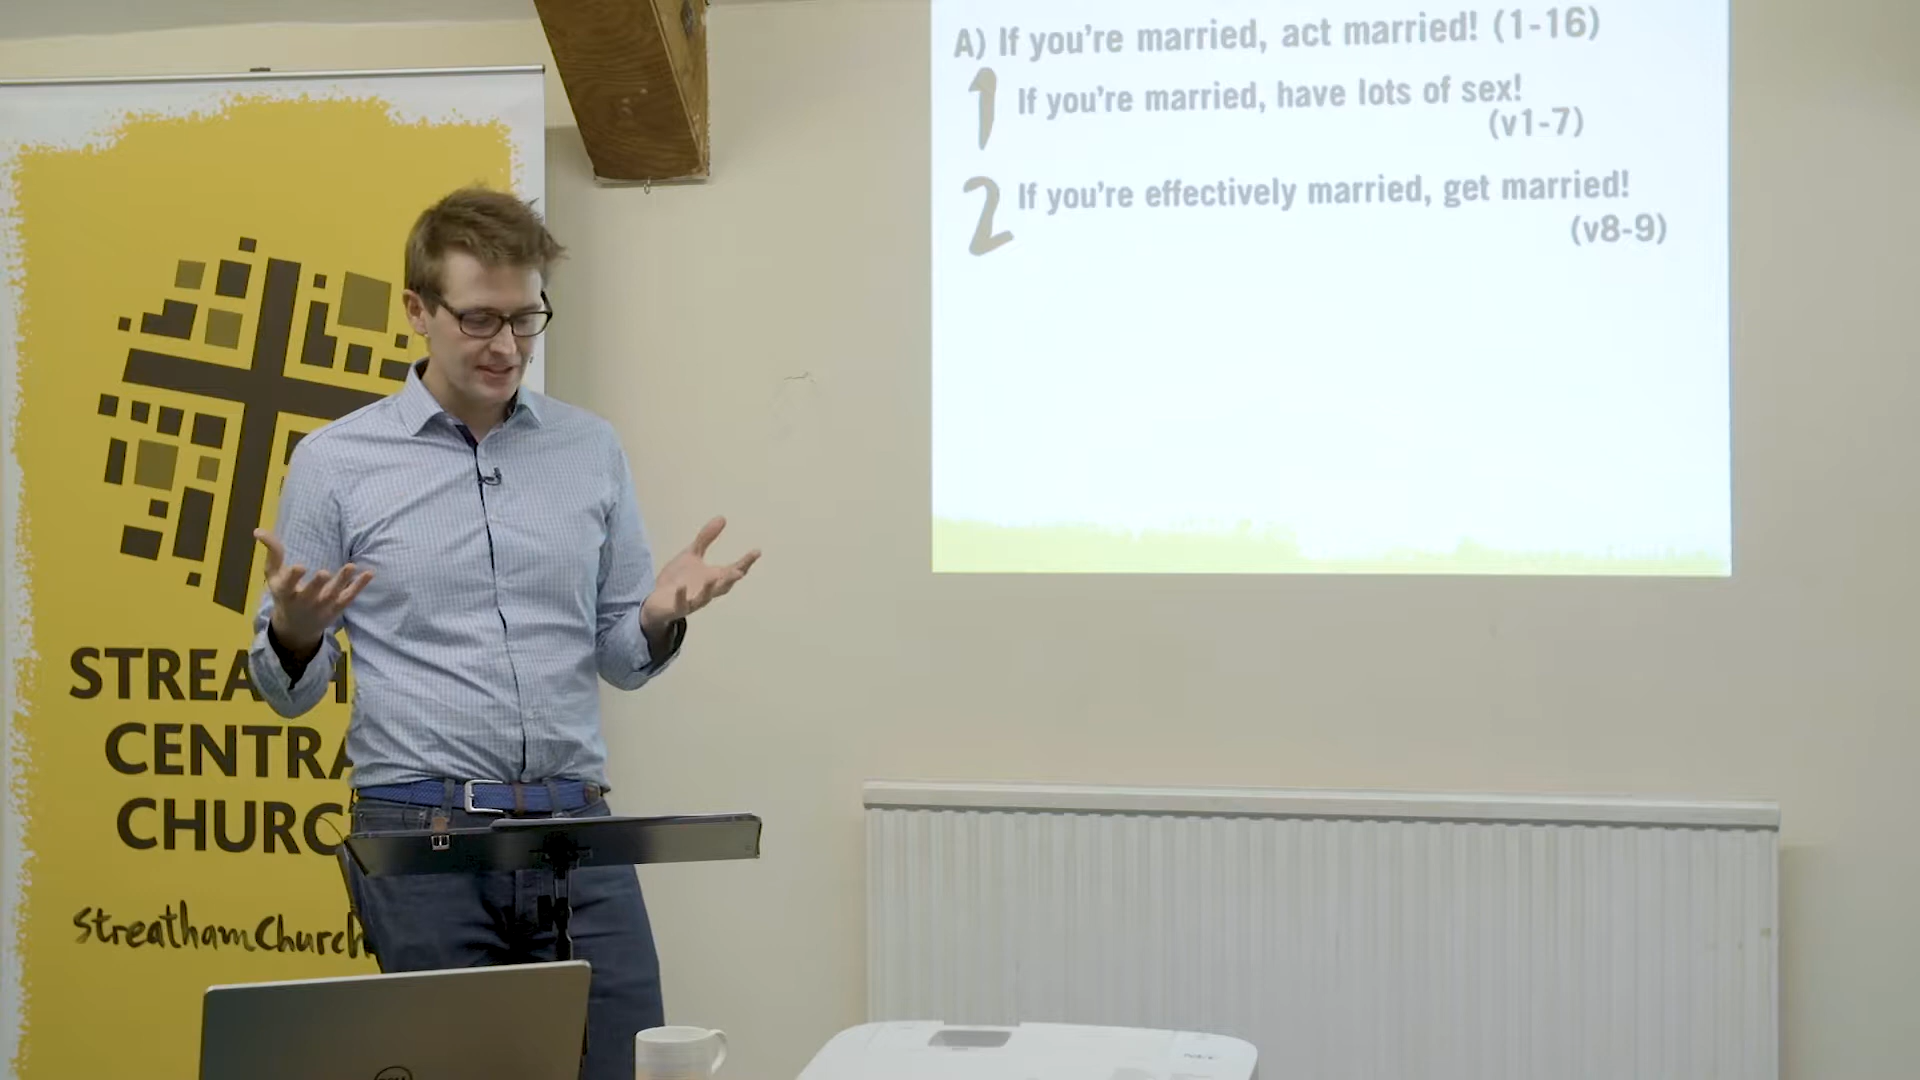 A) If you're married, act married! (1-16)
1 If you're married, have lots of sex!
(v1-7)
2 If you're effectively married, get married!
(v8-9)
STREA H
CENTRA
CHURC
streathamChurch
DELL